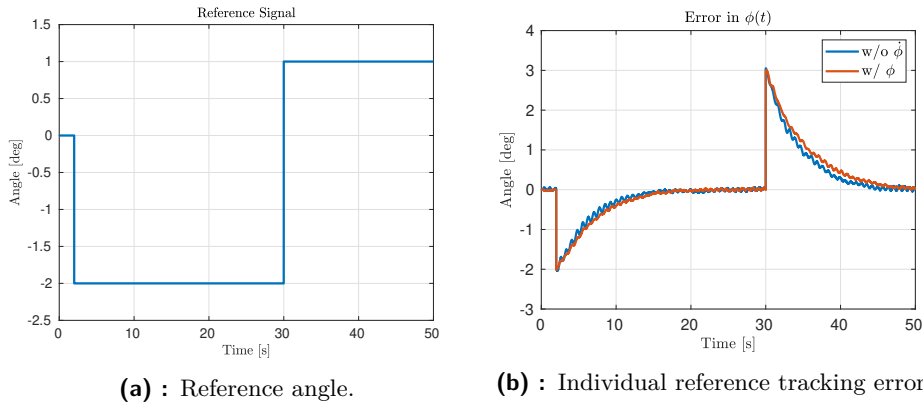 Reference Signal
1.5
1
0.5
0
-0.5
-1
-1.5
-2
-2.5
Angle [deg]
0 10 20 30 40 50
Time [s]
(a) : Reference angle.
Error in ϕ(t)
4
3
2
1
0
-1
-2
-3
Angle [deg]
w/o ϕ̇
w/ ϕ
0 10 20 30 40 50
Time [s]
(b) : Individual reference tracking error